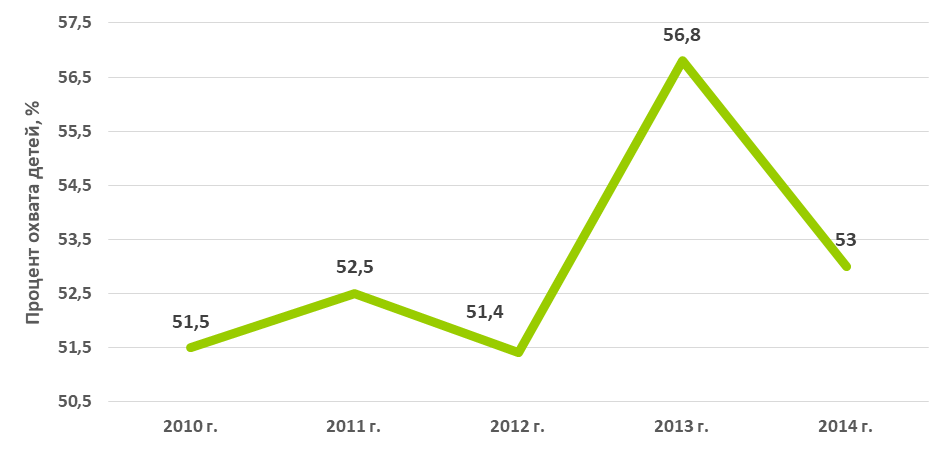 Процент охвата детей, %
57,5
56,5
55,5
54,5
53,5
52,5
51,5
50,5
51,5
52,5
51,4
56,8
53
2010 г.
2011 г.
2012 г.
2013 г.
2014 г.